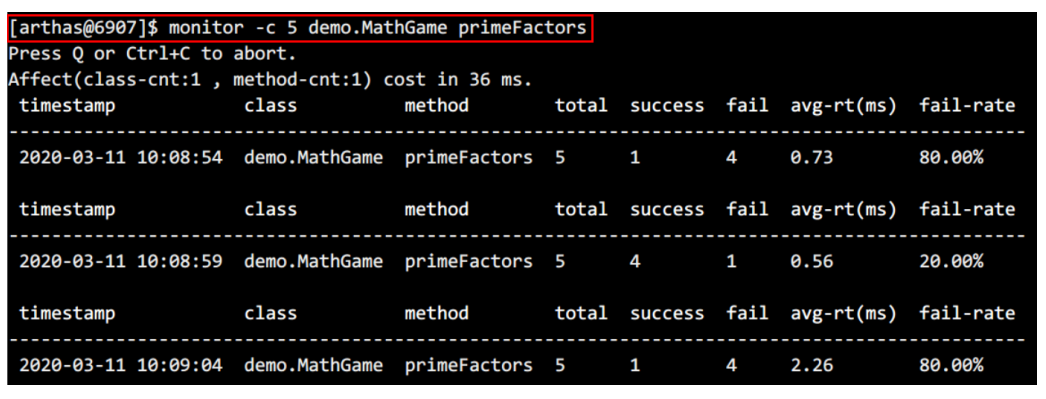 [arthas@6907]$ monitor -c 5 demo.MathGame primeFactors
Press Q or Ctrl+C to abort.
Affect(class-cnt:1 , method-cnt:1) cost in 36 ms.
timestamp class method total success fail avg-rt(ms) fail-rate
-----------------------------------------------------------------------------------------------
2020-03-11 10:08:54 demo.MathGame primeFactors 5 1 4 0.73 80.00%
timestamp class method total success fail avg-rt(ms) fail-rate
-----------------------------------------------------------------------------------------------
2020-03-11 10:08:59 demo.MathGame primeFactors 5 4 1 0.56 20.00%
timestamp class method total success fail avg-rt(ms) fail-rate
-----------------------------------------------------------------------------------------------
2020-03-11 10:09:04 demo.MathGame primeFactors 5 1 4 2.26 80.00%